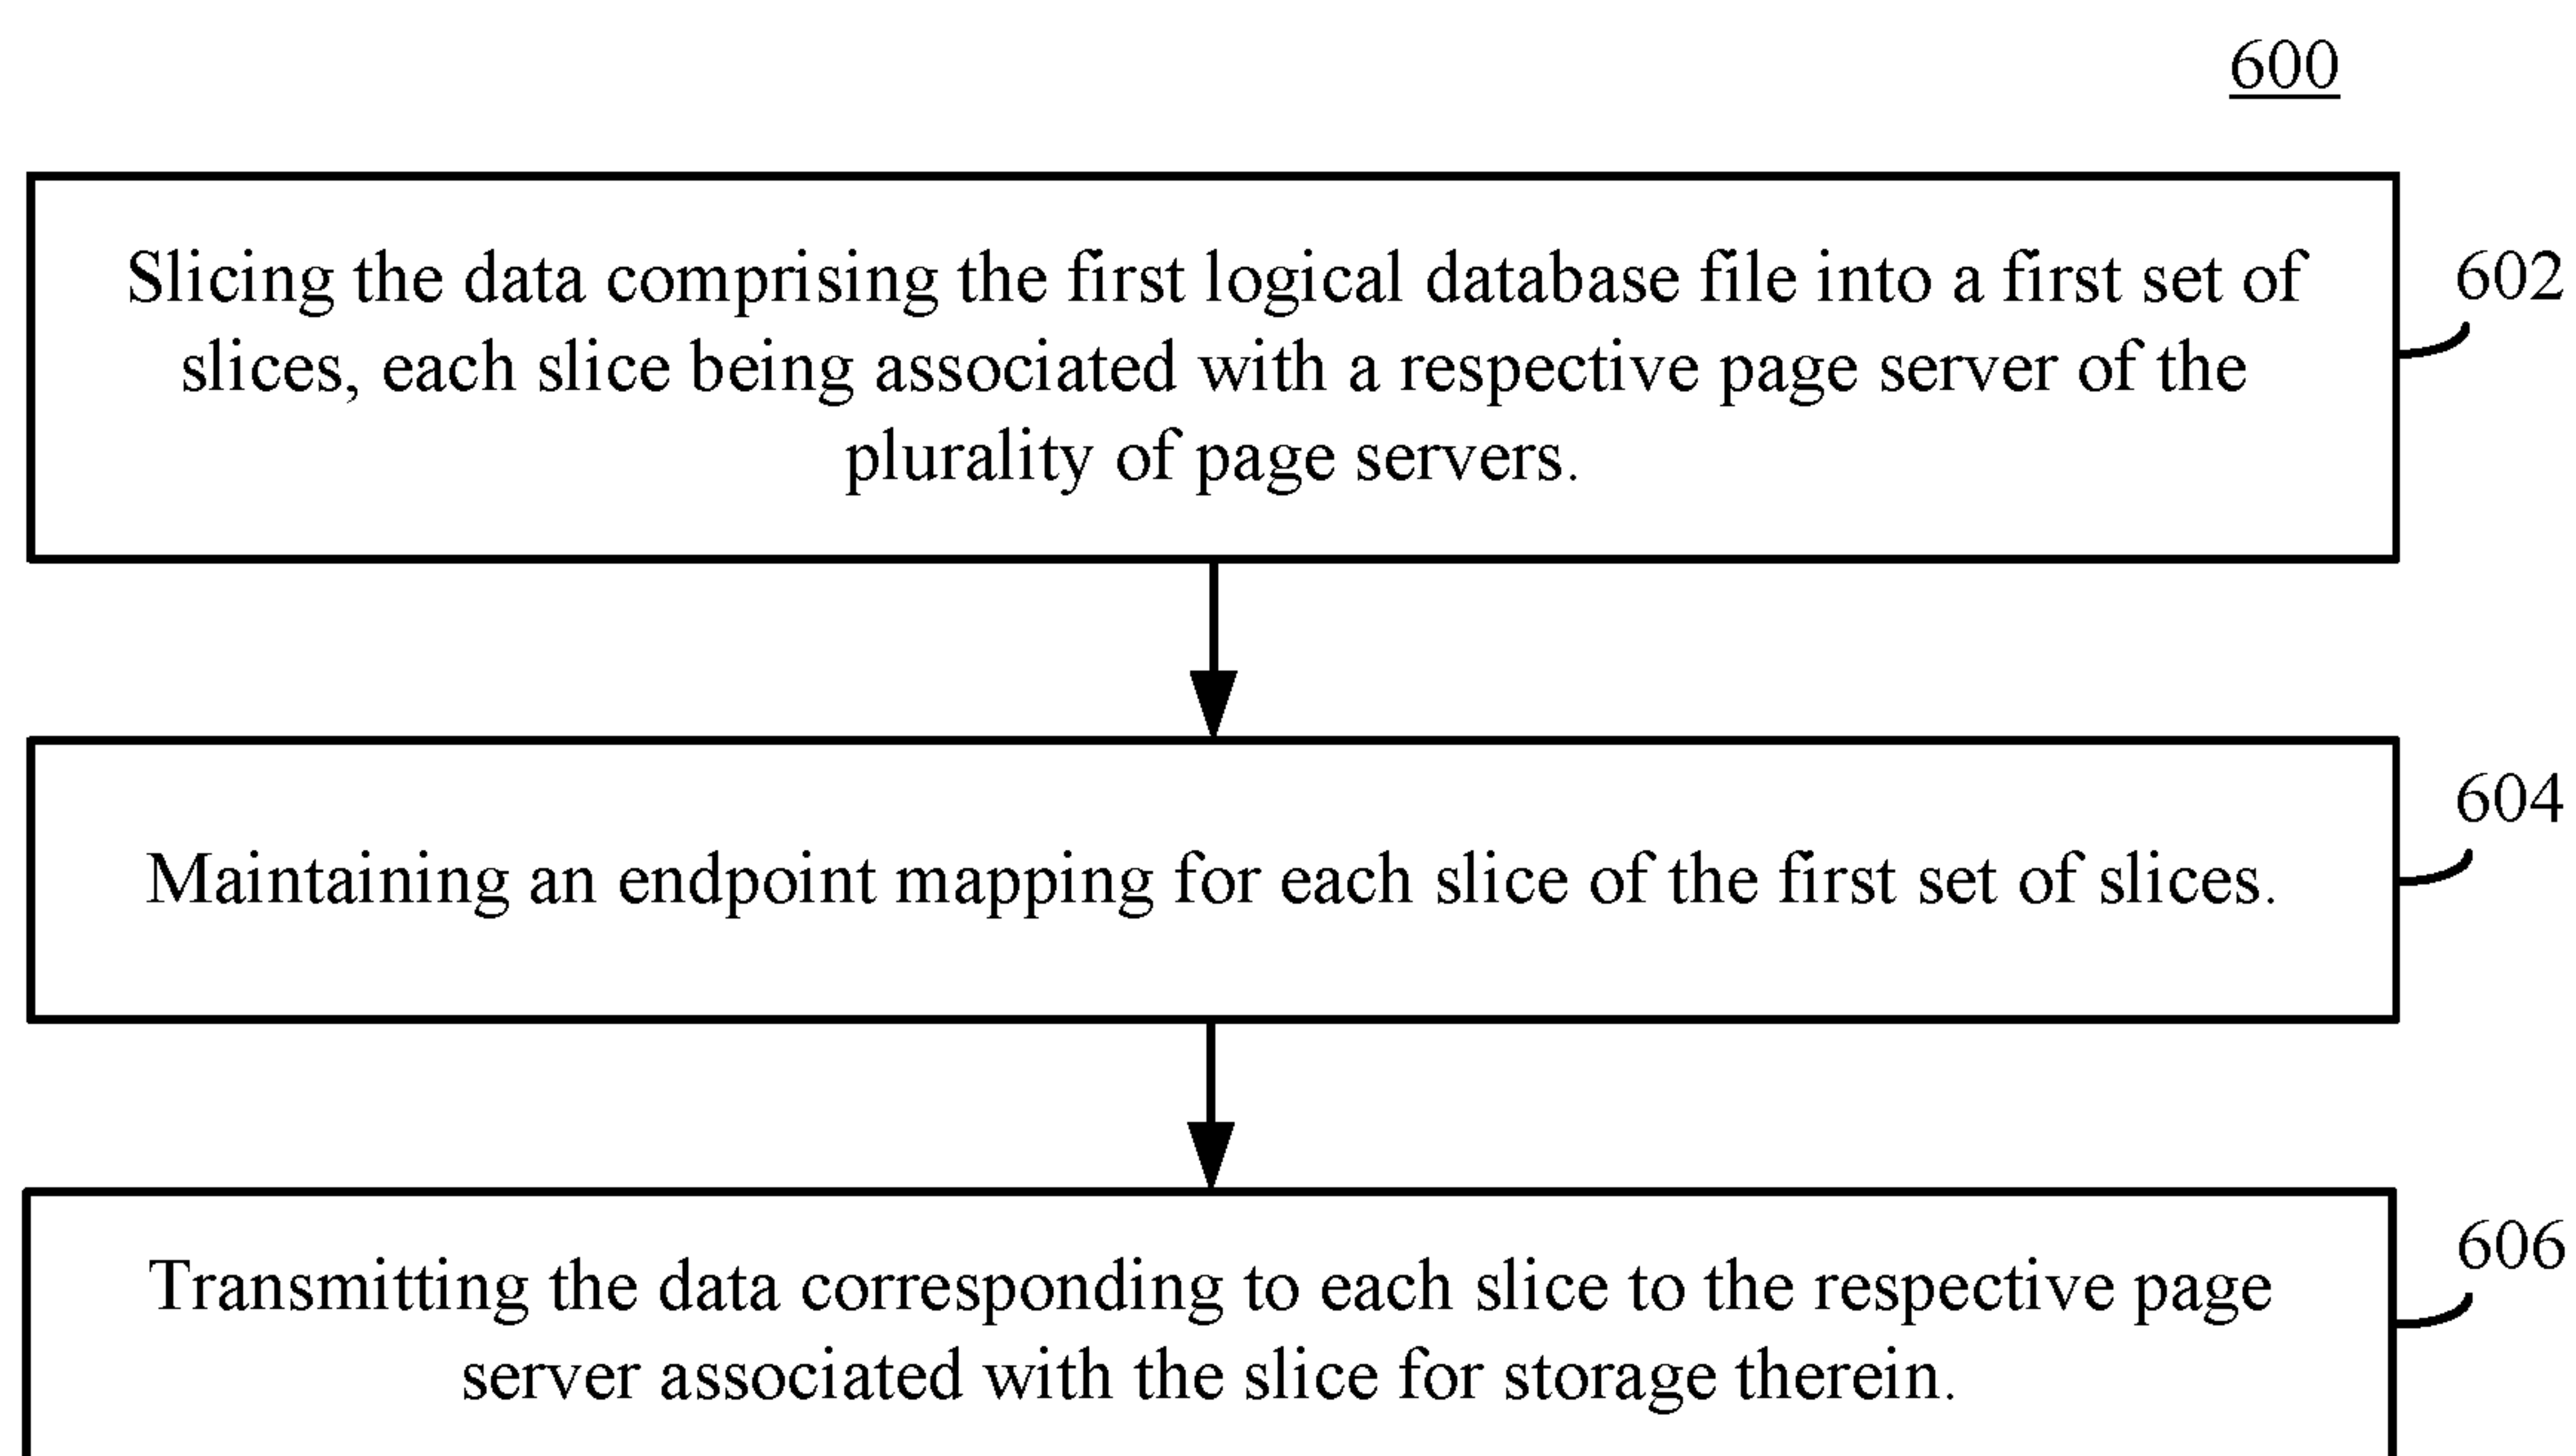 600
Slicing the data comprising the first logical database file into a first set of
slices, each slice being associated with a respective page server of the
plurality of page servers.
602
Maintaining an endpoint mapping for each slice of the first set of slices.
604
Transmitting the data corresponding to each slice to the respective page
server associated with the slice for storage therein.
606